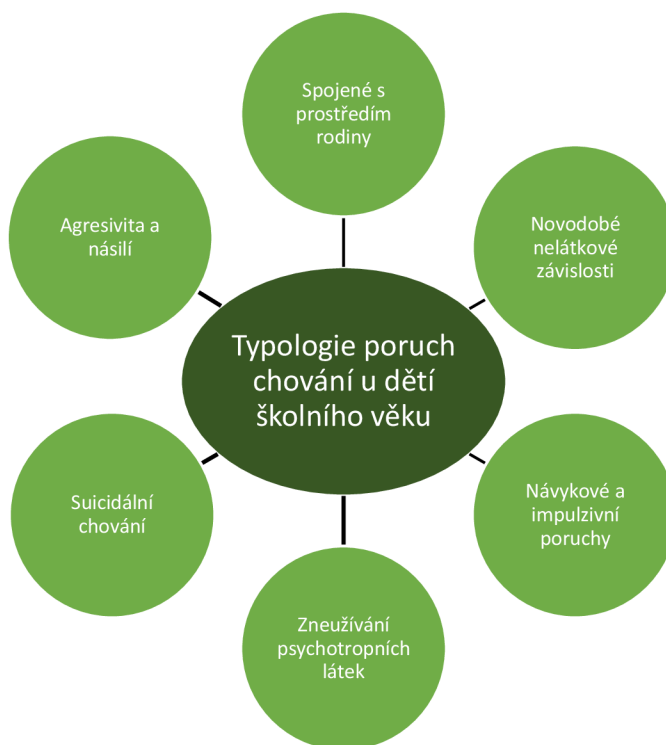 Spojené s
prostředím
rodiny
Agresivita a
násilí
Novodobé
nelátkové
závislosti
Typologie poruch
chování u dětí
školního věku
Suicidální
chování
Návykové a
impulzivní
poruchy
Zneužívání
psychotropních
látek